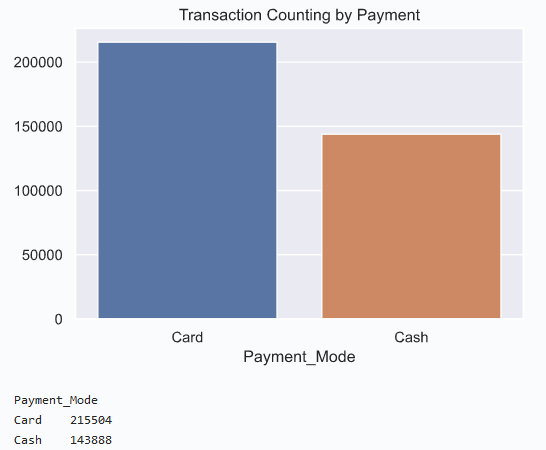 Transaction Counting by Payment
200000
150000
100000
50000
0
Card Cash
Payment_Mode
Payment_Mode
Card 215504
Cash 143888